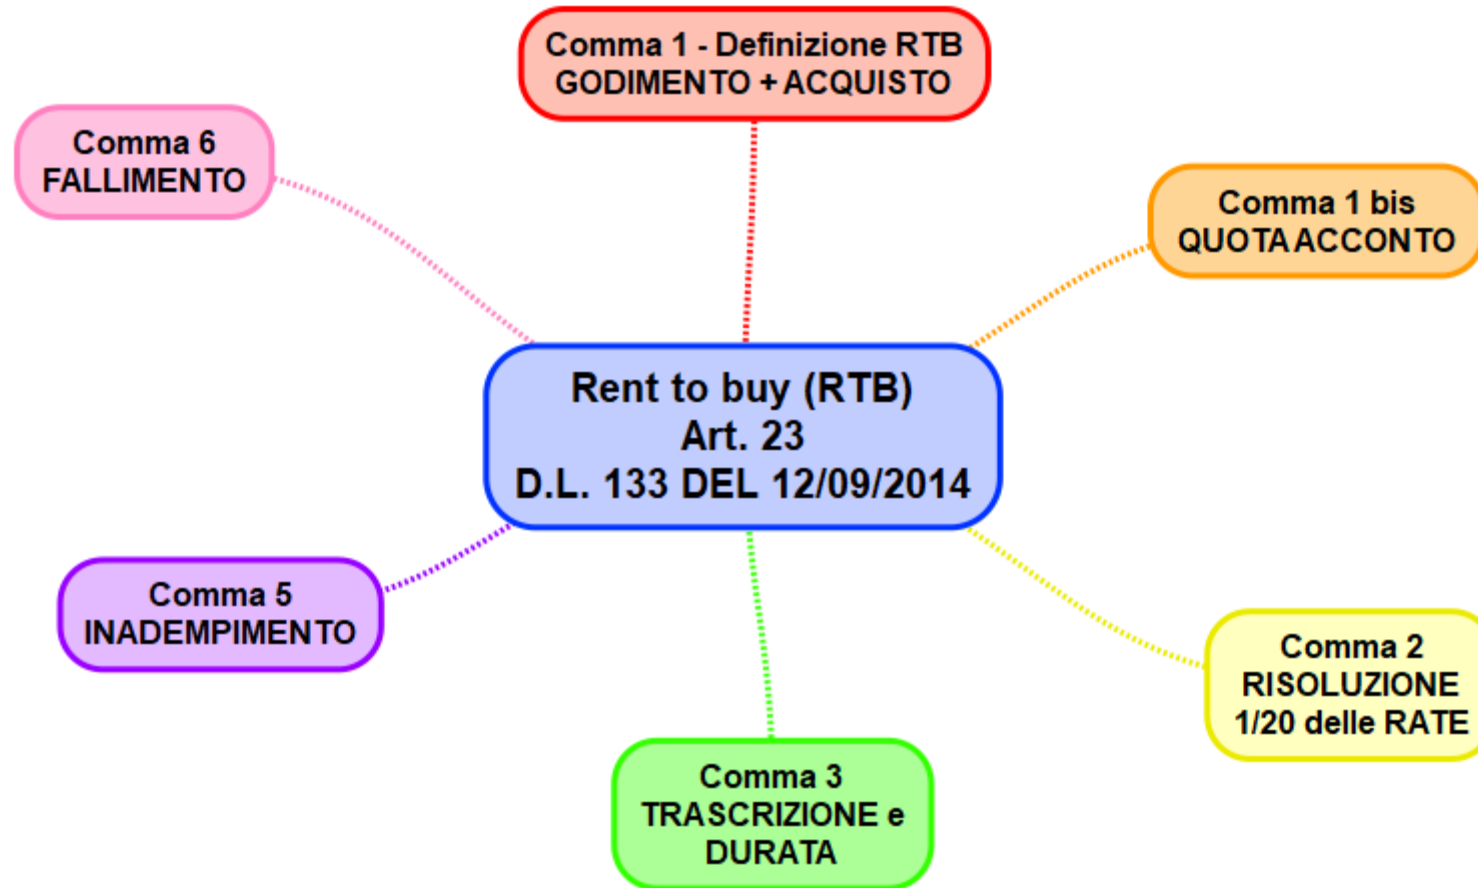 Comma 1 - Definizione RTB
GODIMENTO + ACQUISTO
Comma 6
FALLIMENTO
Comma 1 bis
QUOTA ACCONTO
Rent to buy (RTB)
Art. 23
D.L. 133 DEL 12/09/2014
Comma 5
INADEMPIMENTO
Comma 2
RISOLUZIONE
1/20 delle RATE
Comma 3
TRASCRIZIONE e
DURATA